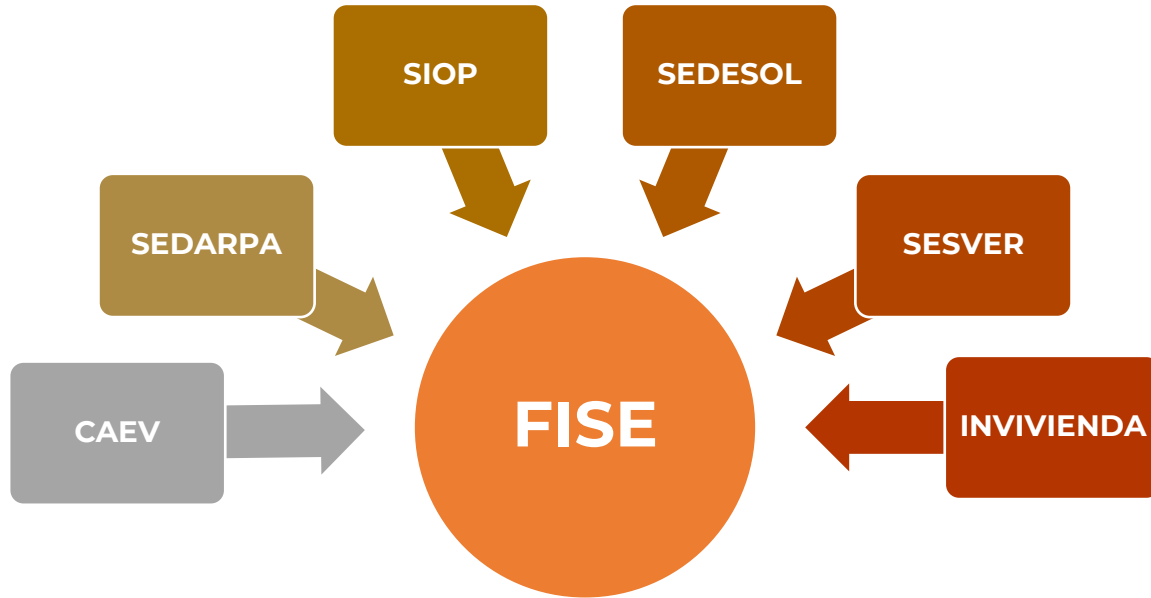 SIOP
SEDESOL
SEDARPA
SESVER
CAEV
FISE
INVIVIENDA